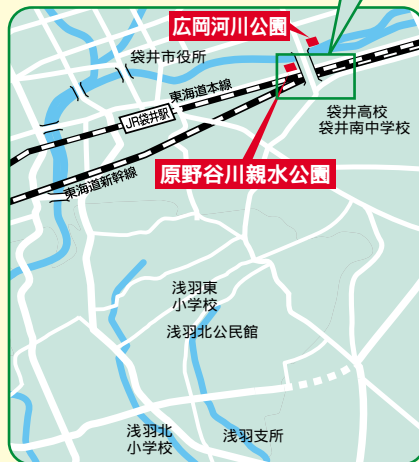 広岡河川公園
袋井市役所
東海道本線
JR袋井駅
袋井高校
袋井南中学校
東海道新幹線
原野谷川親水公園
浅羽東
小学校
浅羽北公民館
浅羽北
小学校
浅羽支所